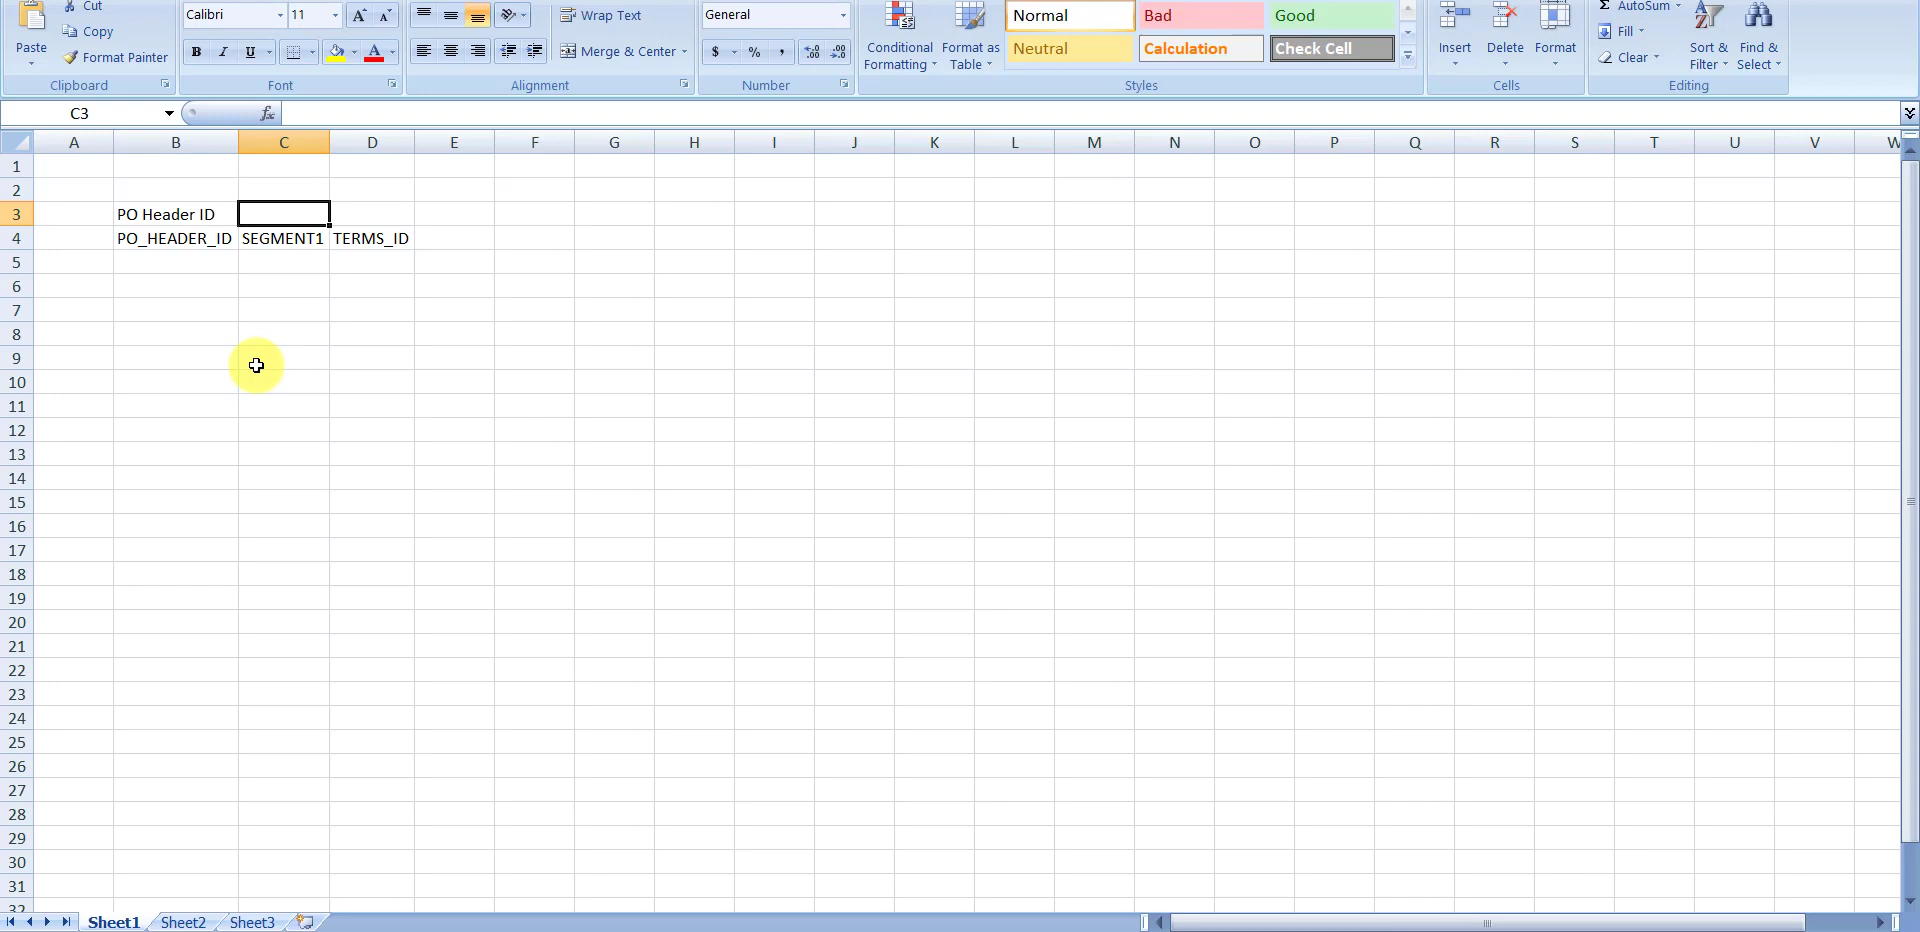 Cut
AutoSum
Calibri 11
Wrap Text
General
Normal Bad Good
Fill
Copy
Paste
Conditional Formatting
Format as Table
Insert Delete Format
Sort & Filter
Find & Select
Format Painter
B I U A
Merge & Center
$ % ,
Neutral Calculation Check Cell
Clear
Clipboard Font Alignment Number Styles Cells Editing
C3 fx
A B C D E F G H I J K L M N O P Q R S T U V W
1
2
3 PO Header ID
4 PO_HEADER_ID SEGMENT1 TERMS_ID
5
6
7
8
9
10
11
12
13
14
15
16
17
18
19
20
21
22
23
24
25
26
27
28
29
30
31
32
Sheet1 Sheet2 Sheet3